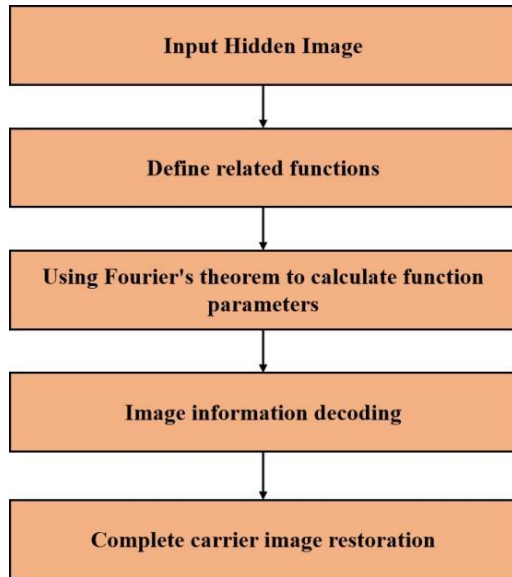 Input Hidden Image
Define related functions
Using Fourier's theorem to calculate function
parameters
Image information decoding
Complete carrier image restoration